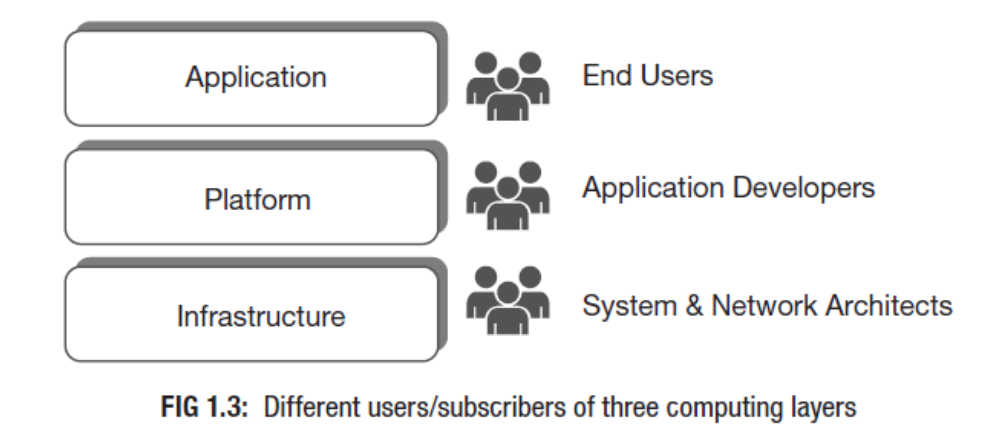 Application
End Users
Platform
Application Developers
Infrastructure
System & Network Architects
FIG 1.3: Different users/subscribers of three computing layers